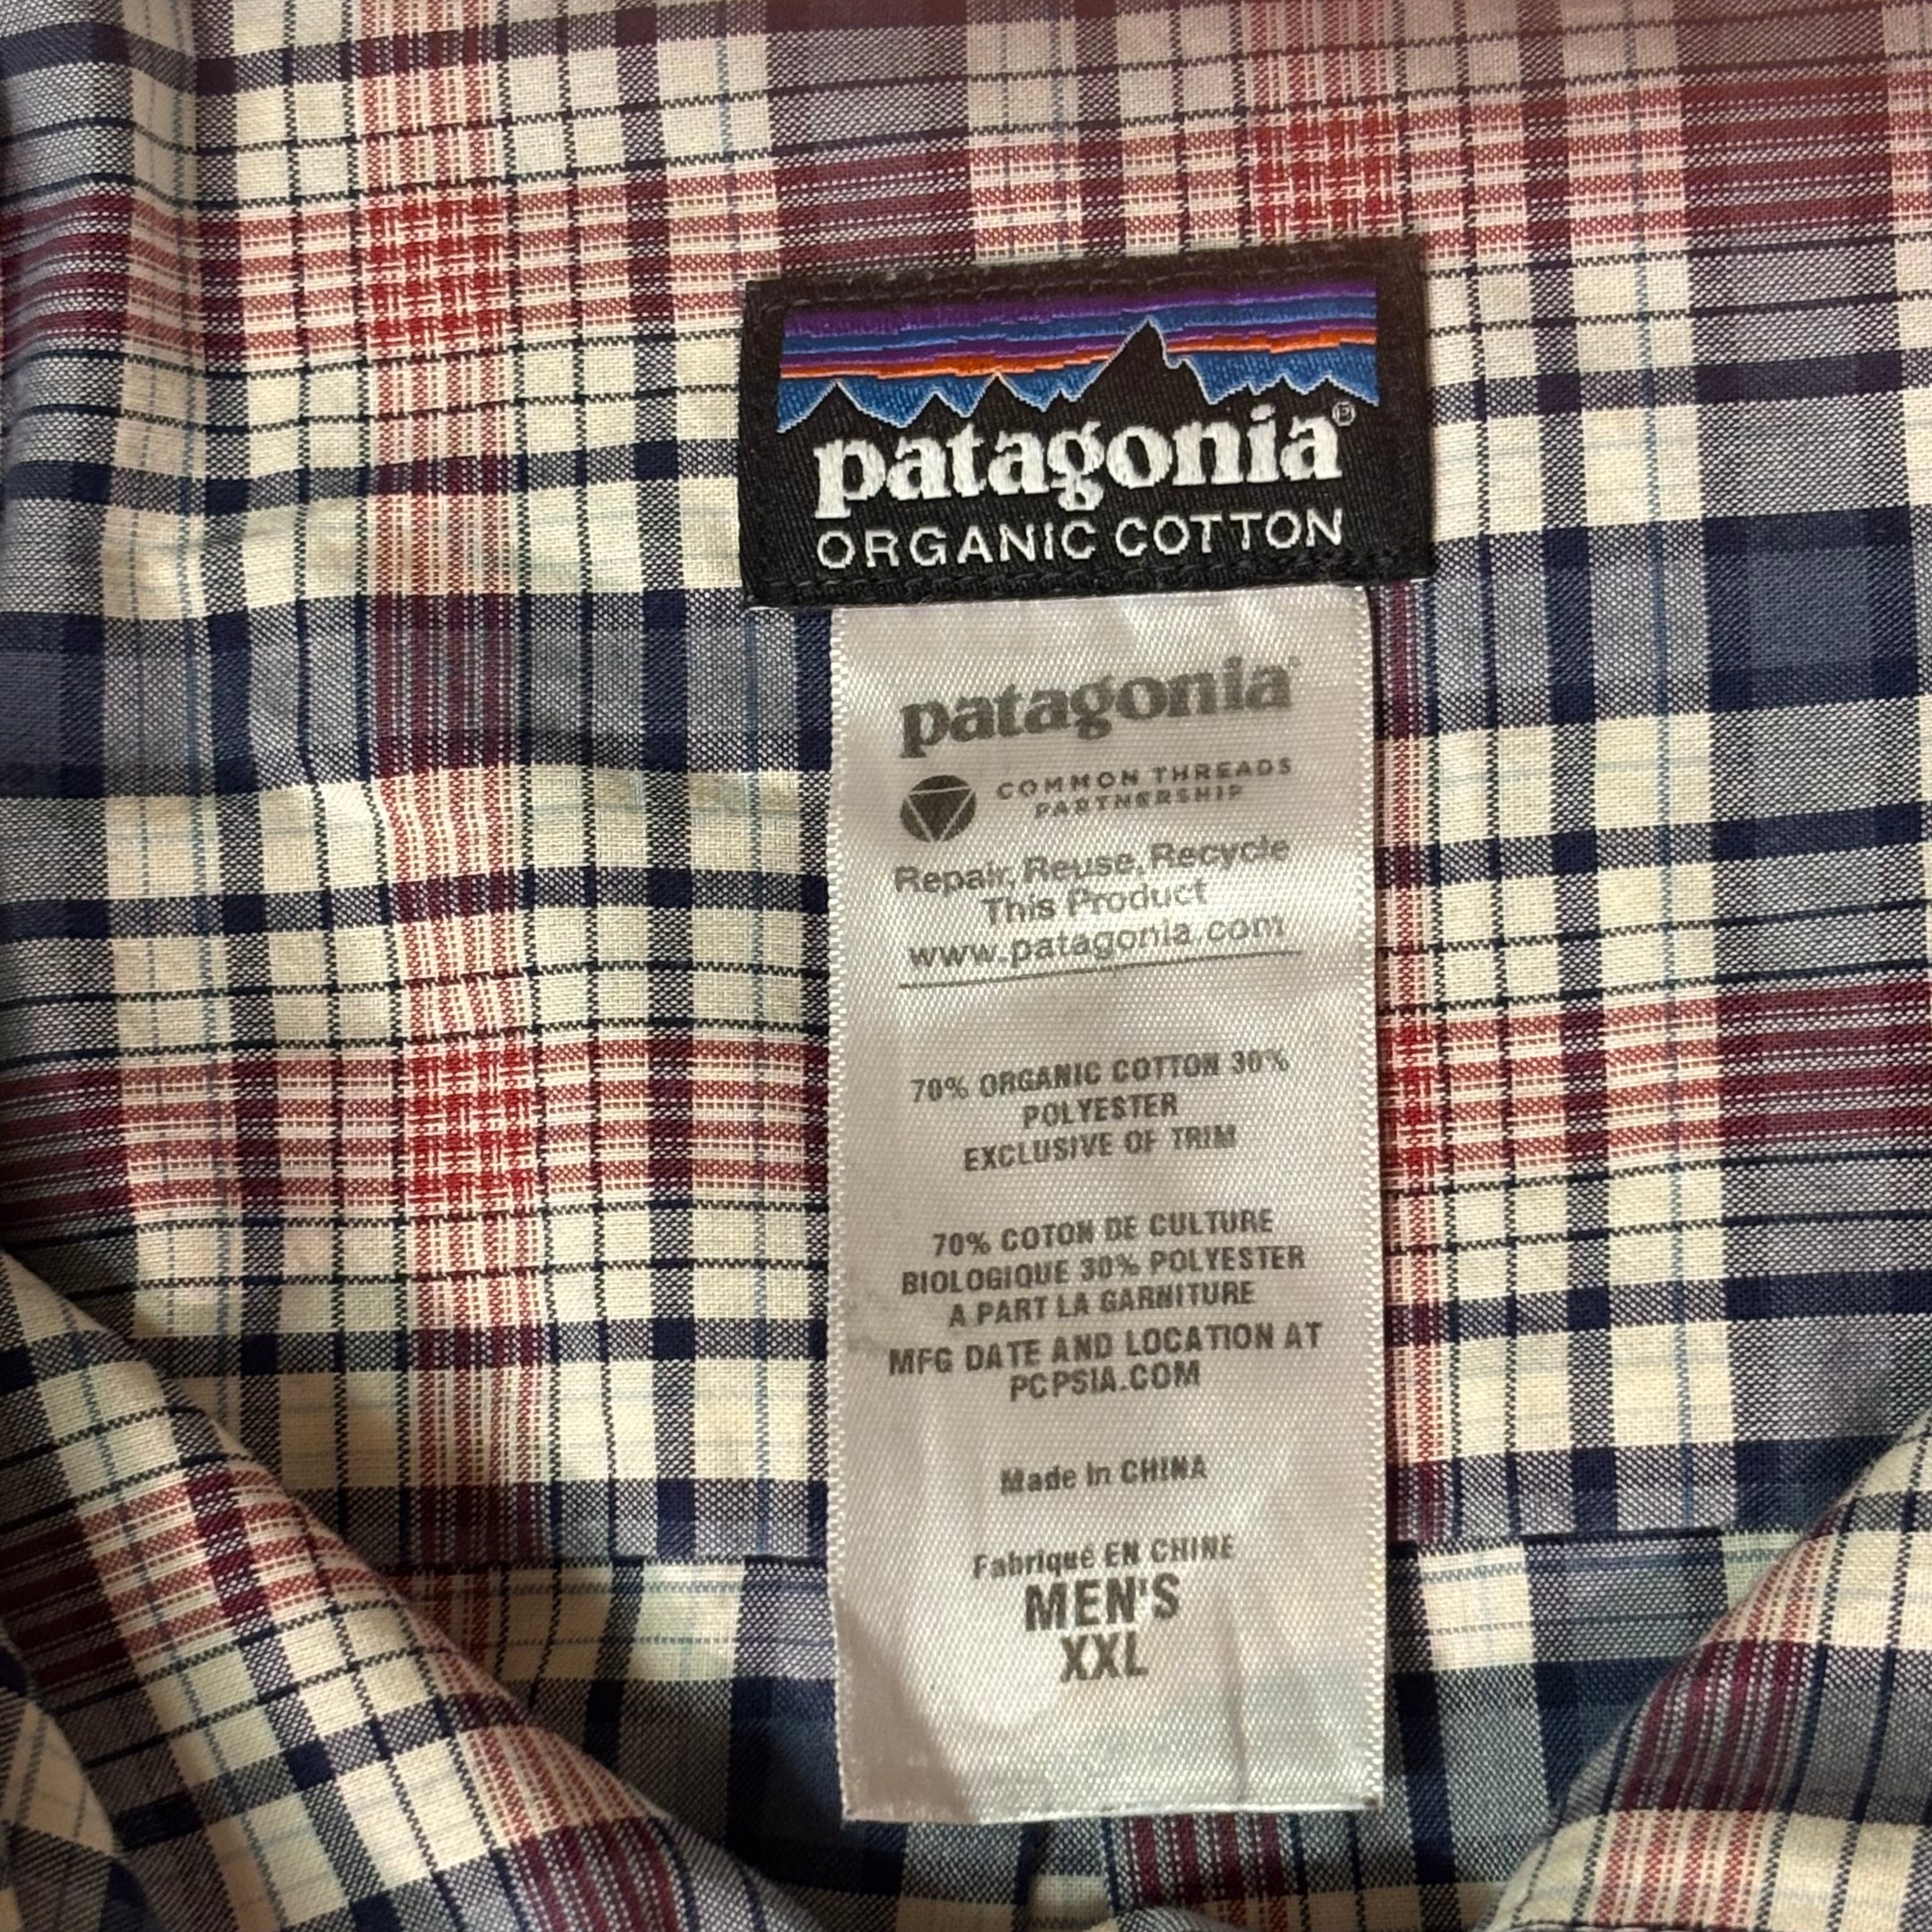 patagonia®
ORGANIC COTTON
patagonia®
COMMON THREADS
PARTNERSHIP
Repair, Reuse, Recycle
This Product
www.patagonia.com
70% ORGANIC COTTON 30%
POLYESTER
EXCLUSIVE OF TRIM
70% COTON DE CULTURE
BIOLOGIQUE 30% POLYESTER
A PART LA GARNITURE
MFG DATE AND LOCATION AT
PCPSIA.COM
Made in CHINA
Fabriqué EN CHINE
MEN'S
XXL